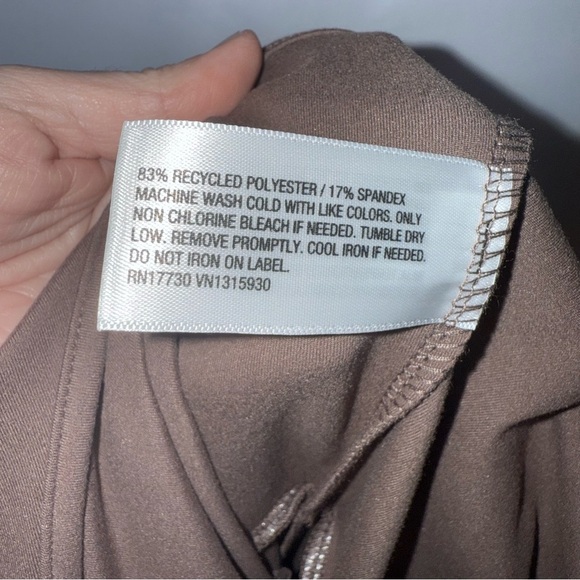 83% RECYCLED POLYESTER / 17% SPANDEX
MACHINE WASH COLD WITH LIKE COLORS. ONLY
NON CHLORINE BLEACH IF NEEDED. TUMBLE DRY
LOW. REMOVE PROMPTLY. COOL IRON IF NEEDED.
DO NOT IRON ON LABEL.
RN17730 VN1315930